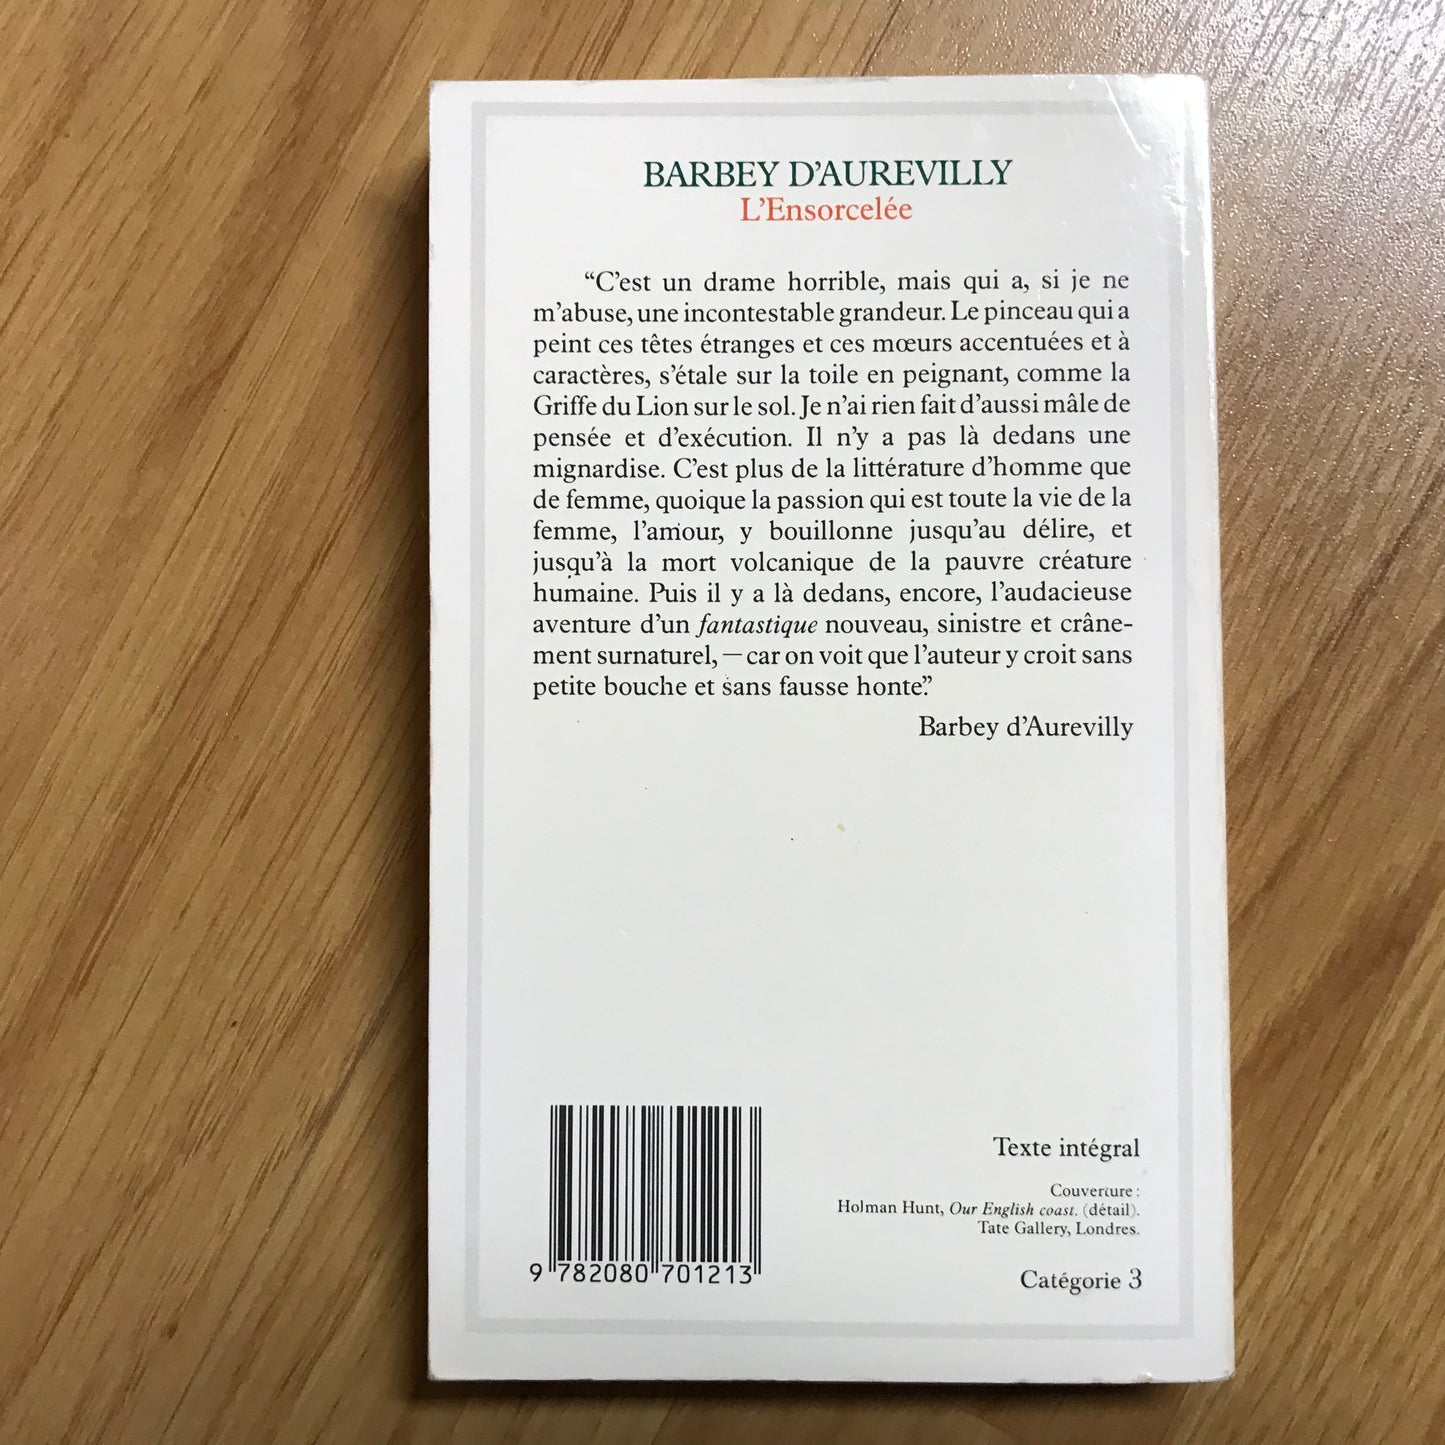 BARBEY D’AUREVILLY
L’Ensorcelée
“C’est un drame horrible, mais qui a, si je ne
m’abuse, une incontestable grandeur. Le pinceau qui a
peint ces têtes étranges et ces mœurs accentuées et à
caractères, s’étale sur la toile en peignant, comme la
Griffe du Lion sur le sol. Je n’ai rien fait d’aussi mâle de
pensée et d’exécution. Il n’y a pas là dedans une
mignardise. C’est plus de la littérature d’homme que
de femme, quoique la passion qui est toute la vie de la
femme, l’amour, y bouillonne jusqu’au délire, et
jusqu’à la mort volcanique de la pauvre créature
humaine. Puis il y a là dedans, encore, l’audacieuse
aventure d’un fantastique nouveau, sinistre et crâne-
ment surnaturel, — car on voit que l’auteur y croit sans
petite bouche et sans fausse honte.”
Barbey d’Aurevilly
Texte intégral
Couverture :
Holman Hunt, Our English coast. (détail).
Tate Gallery, Londres.
Catégorie 3
9 782080 701213